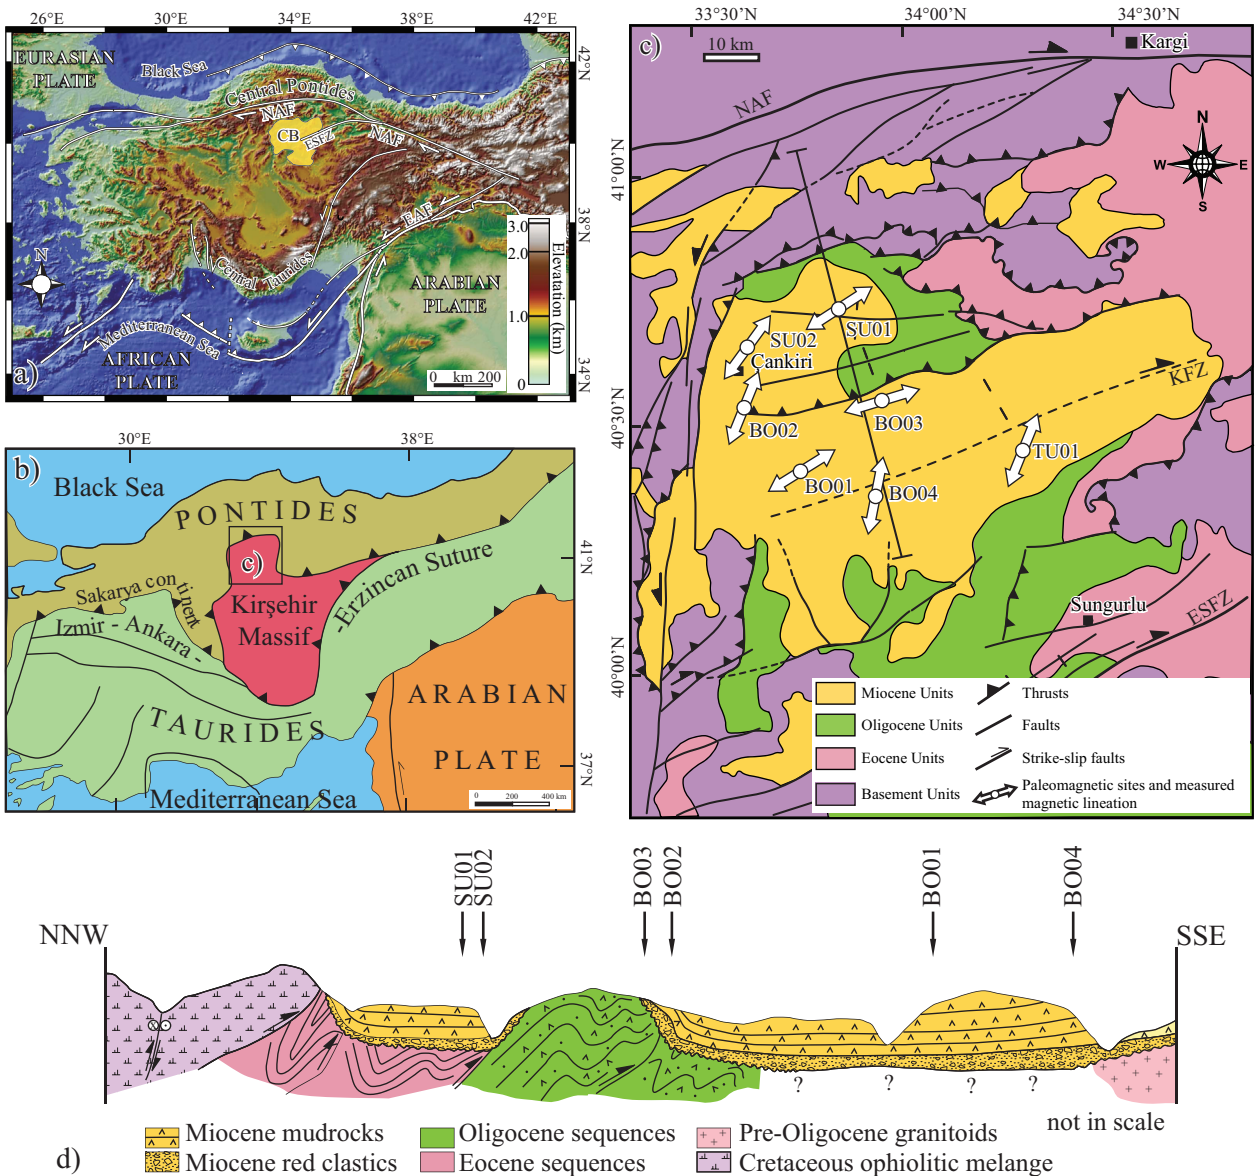 26°E
30°E
34°E
38°E
42°E
EURASIAN
PLATE
Black Sea
Central Pontides
NAF
CB
ESFZ
NAF
EAF
Central Taurides
ARABIAN
PLATE
Mediterranean Sea
AFRICAN
PLATE
N
3.0
2.0
1.0
0
Elevatation (km)
0 km 200
a)
42°N
38°N
34°N
b)
30°E
38°E
Black Sea
PONTIDES
c)
Sakarya continent
Kirşehir
Massif
Izmir - Ankara -
-Erzincan Suture
TAURIDES
ARABIAN
PLATE
Mediterranean Sea
0 200 400 km
41°N
37°N
c)
33°30'E
34°00'E
34°30'E
10 km
Kargi
NAF
N
W
E
S
41°00'N
40°30'N
40°00'N
SU01
SU02
Cankiri
BO02
BO03
KFZ
TU01
BO01
BO04
Sungurlu
ESFZ
Miocene Units
Oligocene Units
Eocene Units
Basement Units
Thrusts
Faults
Strike-slip faults
Paleomagnetic sites and measured
magnetic lineation
NNW
SU01
SU02
BO03
BO02
BO01
BO04
SSE
? ? ? ?
not in scale
d)
Miocene mudrocks
Miocene red clastics
Oligocene sequences
Eocene sequences
Pre-Oligocene granitoids
Cretaceous ophiolitic melange